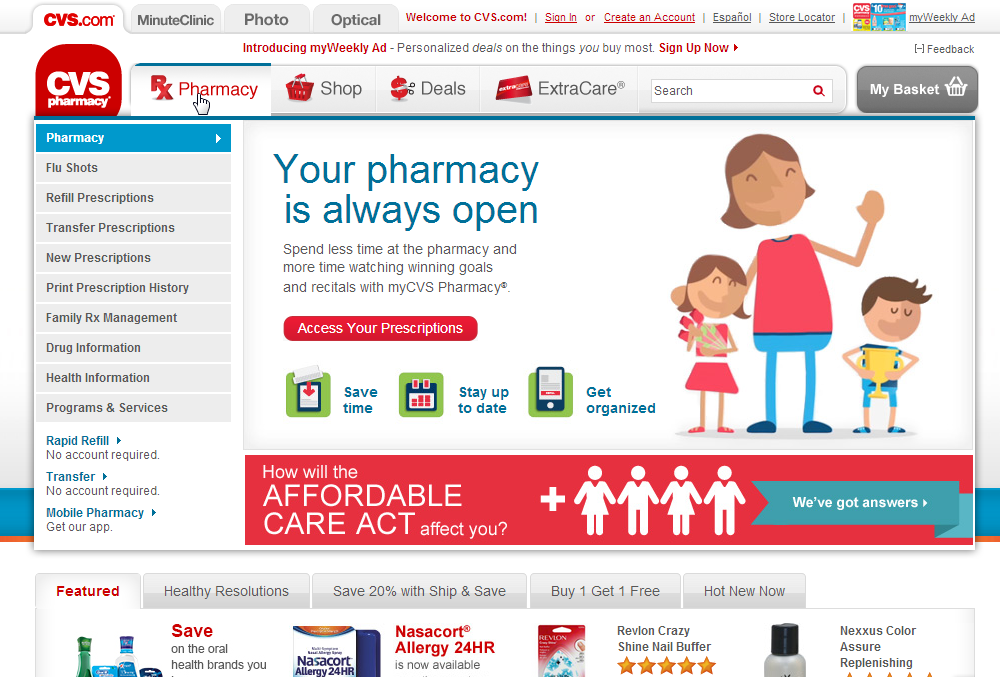 CVS.com®
MinuteClinic
Photo
Optical
Welcome to CVS.com! | Sign In or Create an Account | Español | Store Locator | myWeekly Ad
Introducing myWeekly Ad - Personalized deals on the things you buy most. Sign Up Now
[-] Feedback
CVS
pharmacy
Rx Pharmacy
Shop
Deals
extra care
ExtraCare®
Search
My Basket
Pharmacy
Flu Shots
Refill Prescriptions
Transfer Prescriptions
New Prescriptions
Print Prescription History
Family Rx Management
Drug Information
Health Information
Programs & Services
Rapid Refill
No account required.
Transfer
No account required.
Mobile Pharmacy
Get our app.
Your pharmacy
is always open
Spend less time at the pharmacy and
more time watching winning goals
and recitals with myCVS Pharmacy®.
Access Your Prescriptions
Save
time
Stay up
to date
Get
organized
How will the
AFFORDABLE
CARE ACT affect you?
We've got answers
Featured
Healthy Resolutions
Save 20% with Ship & Save
Buy 1 Get 1 Free
Hot New Now
Save
on the oral
health brands you
Nasacort
Allergy 24HR
Nasacort®
Allergy 24HR
is now available
REVLON
Revlon Crazy
Shine Nail Buffer
Nexxus Color
Assure
Replenishing